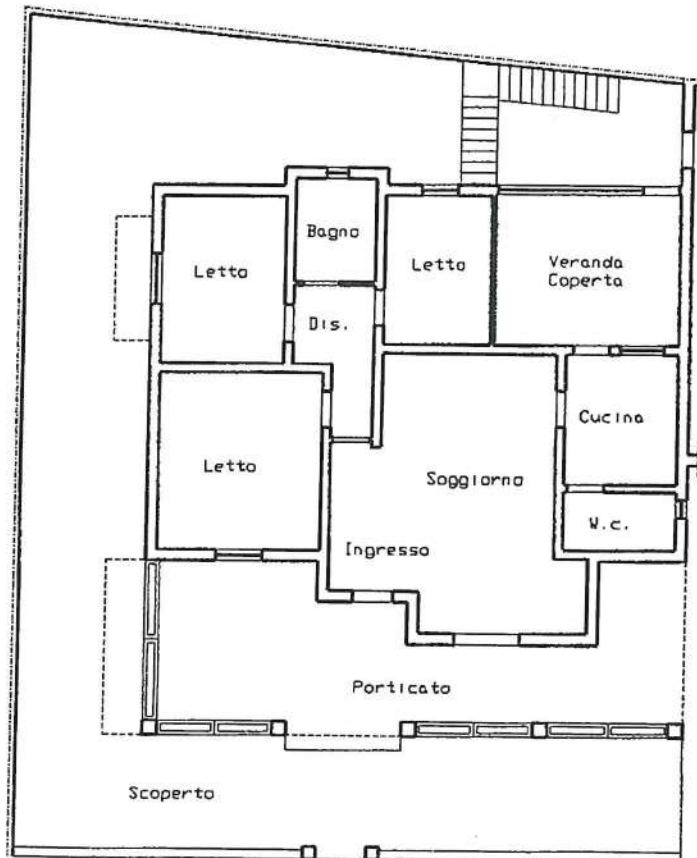 Bagno
Letto
Letto
Veranda
Coperta
Dis.
Cucina
Letto
Soggiorno
W.c.
Ingresso
Porticato
Scoperto